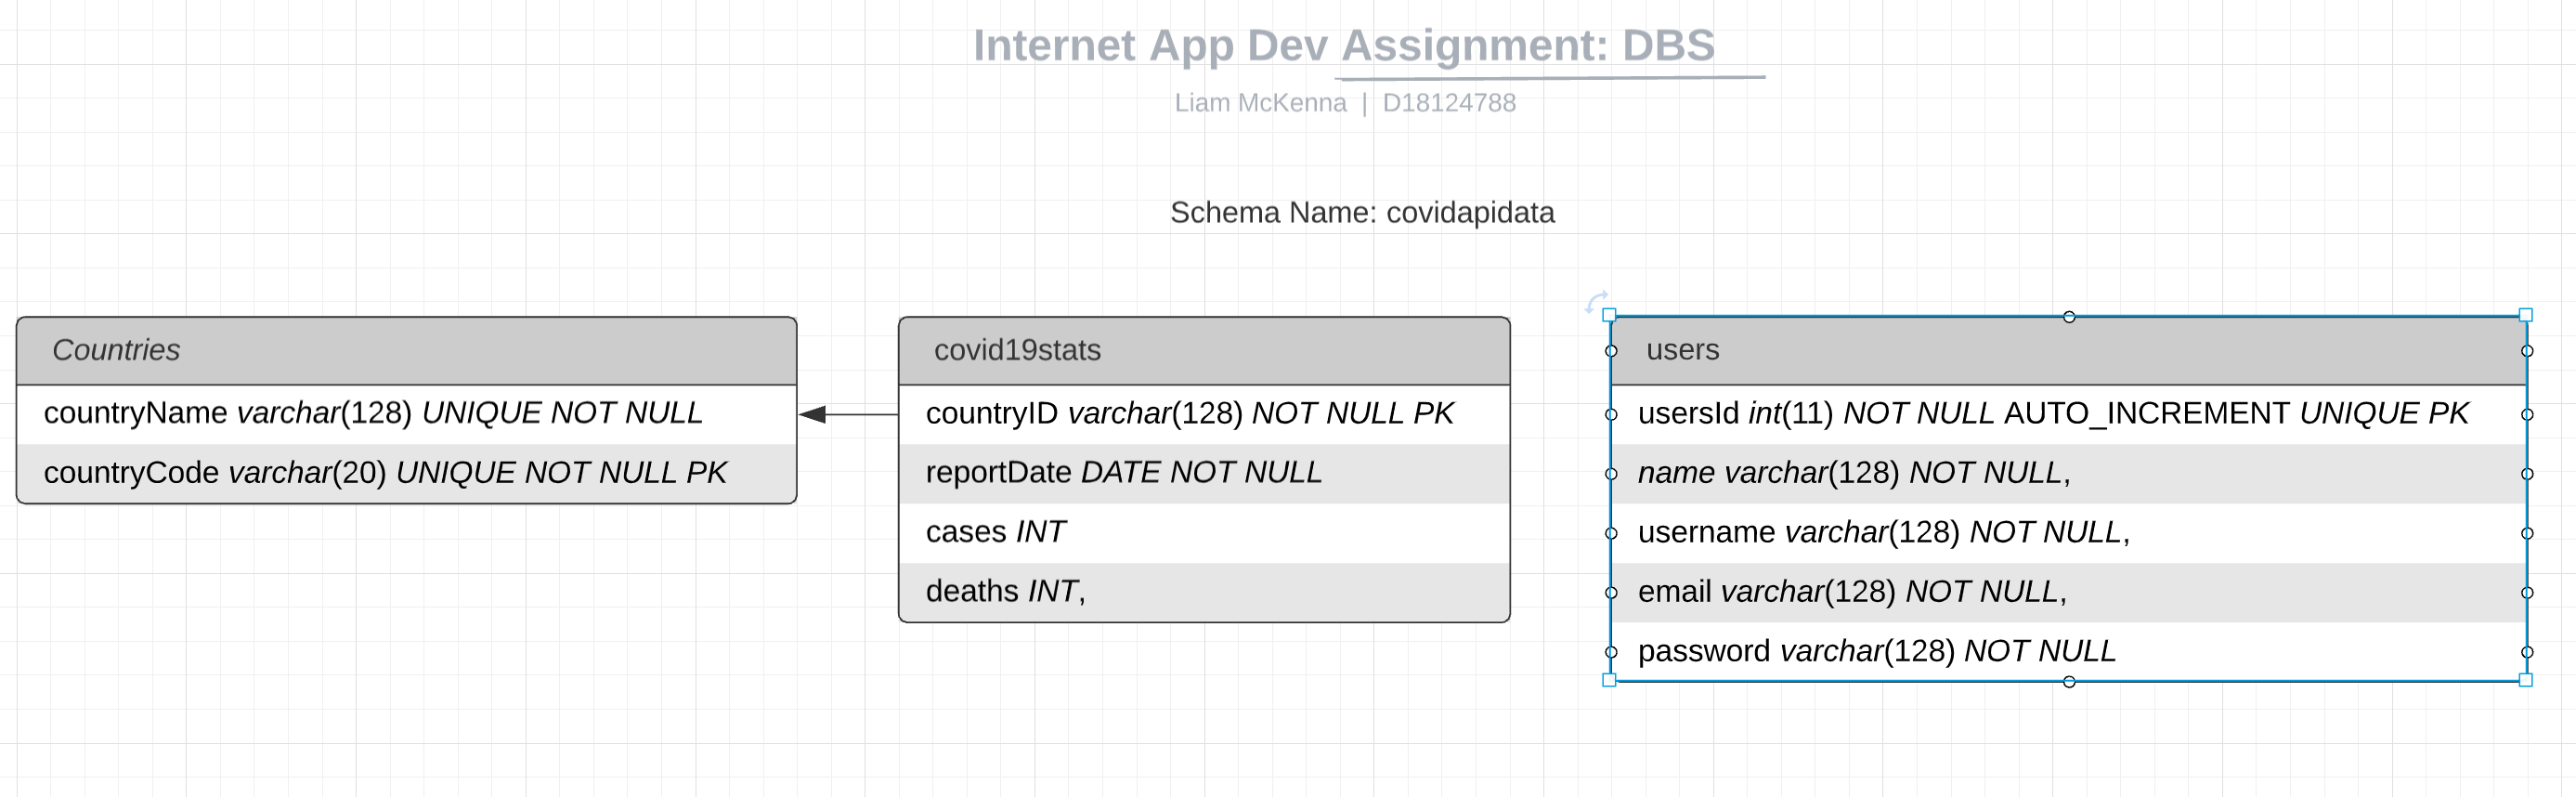 Internet App Dev Assignment: DBS
Liam McKenna | D18124788
Schema Name: covidapidata
Countries
countryName varchar(128) UNIQUE NOT NULL
countryCode varchar(20) UNIQUE NOT NULL PK
covid19stats
countryID varchar(128) NOT NULL PK
reportDate DATE NOT NULL
cases INT
deaths INT,
users
usersId int(11) NOT NULL AUTO_INCREMENT UNIQUE PK
name varchar(128) NOT NULL,
username varchar(128) NOT NULL,
email varchar(128) NOT NULL,
password varchar(128) NOT NULL